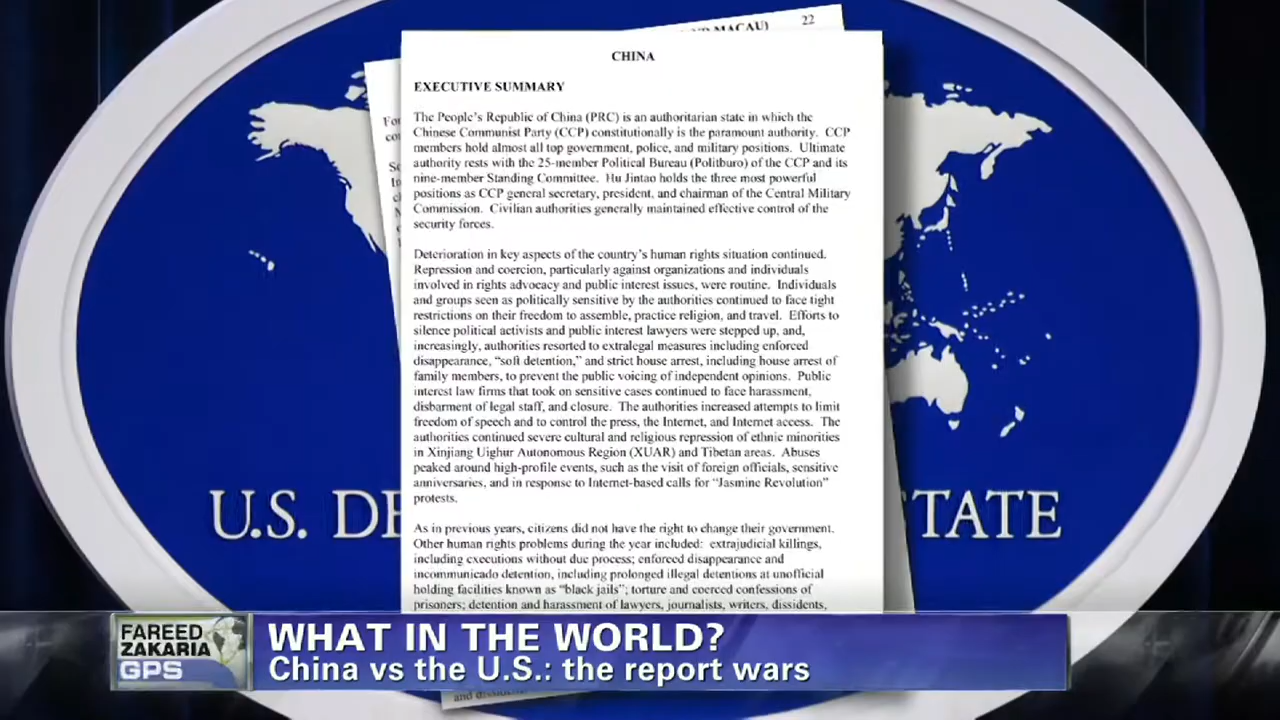 22
MACAU)
CHINA
EXECUTIVE SUMMARY
The People's Republic of China (PRC) is an authoritarian state in which the
Chinese Communist Party (CCP) constitutionally is the paramount authority. CCP
members hold almost all top government, police, and military positions. Ultimate
authority rests with the 25-member Political Bureau (Politburo) of the CCP and its
nine-member Standing Committee. Hu Jintao holds the three most powerful
positions as CCP general secretary, president, and chairman of the Central Military
Commission. Civilian authorities generally maintained effective control of the
security forces.
Deterioration in key aspects of the country's human rights situation continued.
Repression and coercion, particularly against organizations and individuals
involved in rights advocacy and public interest issues, were routine. Individuals
and groups seen as politically sensitive by the authorities continued to face tight
restrictions on their freedom to assemble, practice religion, and travel. Efforts to
silence political activists and public interest lawyers were stepped up, and,
increasingly, authorities resorted to extralegal measures including enforced
disappearance, "soft detention," and strict house arrest, including house arrest of
family members, to prevent the public voicing of independent opinions. Public
interest law firms that took on sensitive cases continued to face harassment,
disbarment of legal staff, and closure. The authorities increased attempts to limit
freedom of speech and to control the press, the Internet, and Internet access. The
authorities continued severe cultural and religious repression of ethnic minorities
in Xinjiang Uighur Autonomous Region (XUAR) and Tibetan areas. Abuses
peaked around high-profile events, such as the visit of foreign officials, sensitive
anniversaries, and in response to Internet-based calls for "Jasmine Revolution"
protests.
As in previous years, citizens did not have the right to change their government.
Other human rights problems during the year included: extrajudicial killings,
including executions without due process; enforced disappearance and
incommunicado detention, including prolonged illegal detentions at unofficial
holding facilities known as "black jails"; torture and coerced confessions of
prisoners; detention and harassment of lawyers, journalists, writers, dissidents,
U.S. DE TATE
FAREED
ZAKARIA
GPS
WHAT IN THE WORLD?
China vs the U.S.: the report wars